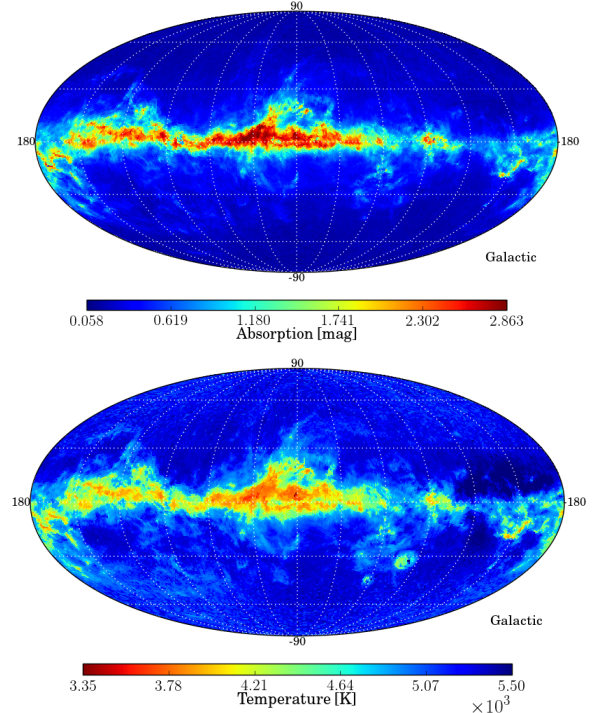 90
180 180
Galactic
-90
0.058 0.619 1.180 1.741 2.302 2.863
Absorption [mag]
90
180 180
Galactic
-90
3.35 3.78 4.21 4.64 5.07 5.50
Temperature [K]
×10³